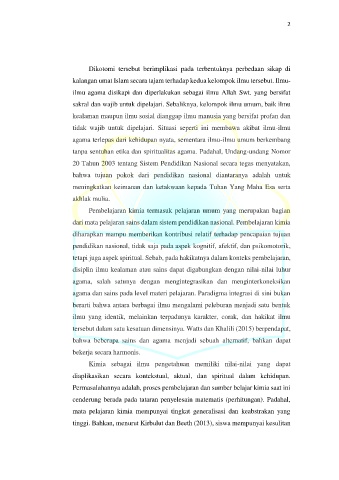 2
Dikotomi tersebut berimplikasi pada terbentuknya perbedaan sikap di
kalangan umat Islam secara tajam terhadap kedua kelompok ilmu tersebut. Ilmu-
ilmu agama disikapi dan diperlakukan sebagai ilmu Allah Swt, yang bersifat
sakral dan wajib untuk dipelajari. Sebaliknya, kelompok ilmu umum, baik ilmu
kealaman maupun ilmu sosial dianggap ilmu manusia yang bersifat profan dan
tidak wajib untuk dipelajari. Situasi seperti ini membawa akibat ilmu-ilmu
agama terlepas dari kehidupan nyata, sementara ilmu-ilmu umum berkembang
tanpa sentuhan etika dan spiritualitas agama. Padahal, Undang-undang Nomor
20 Tahun 2003 tentang Sistem Pendidikan Nasional secara tegas menyatakan,
bahwa tujuan pokok dari pendidikan nasional diantaranya adalah untuk
meningkatkan keimanan dan ketakwaan kepada Tuhan Yang Maha Esa serta
akhlak mulia.
Pembelajaran kimia termasuk pelajaran umum yang merupakan bagian
dari mata pelajaran sains dalam sistem pendidikan nasional. Pembelajaran kimia
diharapkan mampu memberikan kontribusi relatif terhadap pencapaian tujuan
pendidikan nasional, tidak saja pada aspek kognitif, afektif, dan psikomotorik,
tetapi juga aspek spiritual. Sebab, pada hakikatnya dalam konteks pembelajaran,
disiplin ilmu kealaman atau sains dapat digabungkan dengan nilai-nilai luhur
agama, salah satunya dengan mengintegrasikan dan menginterkoneksikan
agama dan sains pada level materi pelajaran. Paradigma integrasi di sini bukan
berarti bahwa antara berbagai ilmu mengalami peleburan menjadi satu bentuk
ilmu yang identik, melainkan terpadunya karakter, corak, dan hakikat ilmu
tersebut dalam satu kesatuan dimensinya. Watts dan Khalili (2015) berpendapat,
bahwa beberapa sains dan agama menjadi sebuah alternatif, bahkan dapat
bekerja secara harmonis.
Kimia sebagai ilmu pengetahuan memiliki nilai-nilai yang dapat
diaplikasikan secara kontekstual, aktual, dan spiritual dalam kehidupan.
Permasalahannya adalah, proses pembelajaran dan sumber belajar kimia saat ini
cenderung berada pada tataran penyelesain matematis (perhitungan). Padahal,
mata pelajaran kimia mempunyai tingkat generalisasi dan keabstrakan yang
tinggi. Bahkan, menurut Kirbulut dan Beeth (2013), siswa mempunyai kesulitan